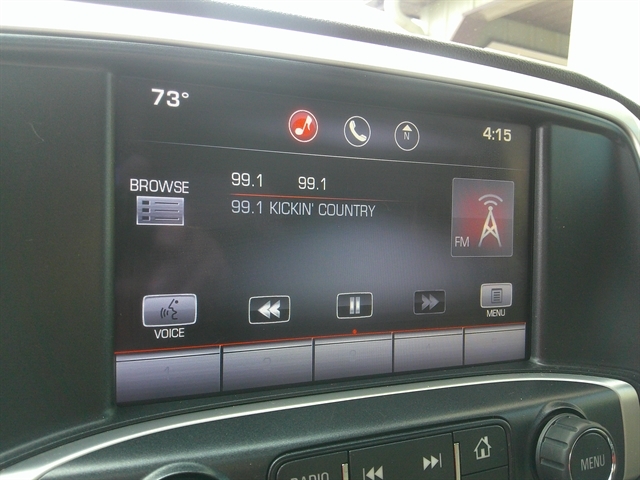 73°
N
4:15
BROWSE
99.1 99.1
99.1 KICKIN' COUNTRY
FM
VOICE
MENU
RADIO
MENU